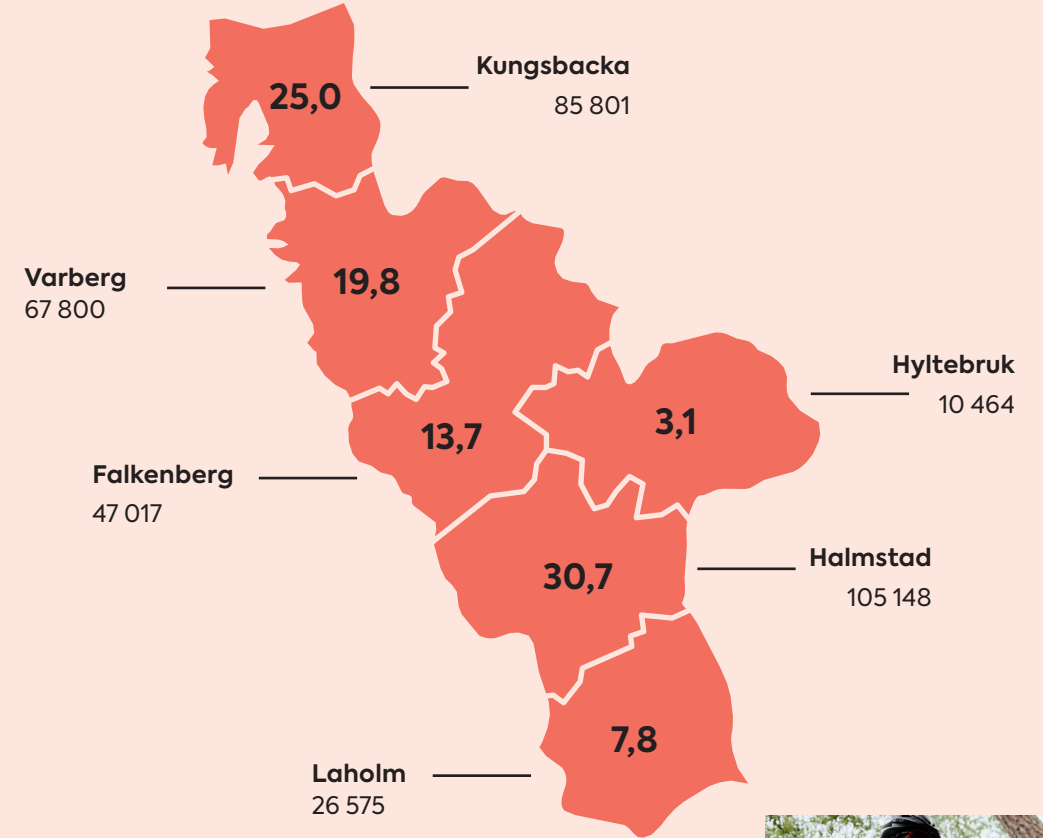 Kungsbacka
85 801
25,0
Varberg
67 800
19,8
Hyltebruk
10 464
3,1
13,7
Falkenberg
47 017
Halmstad
105 148
30,7
7,8
Laholm
26 575